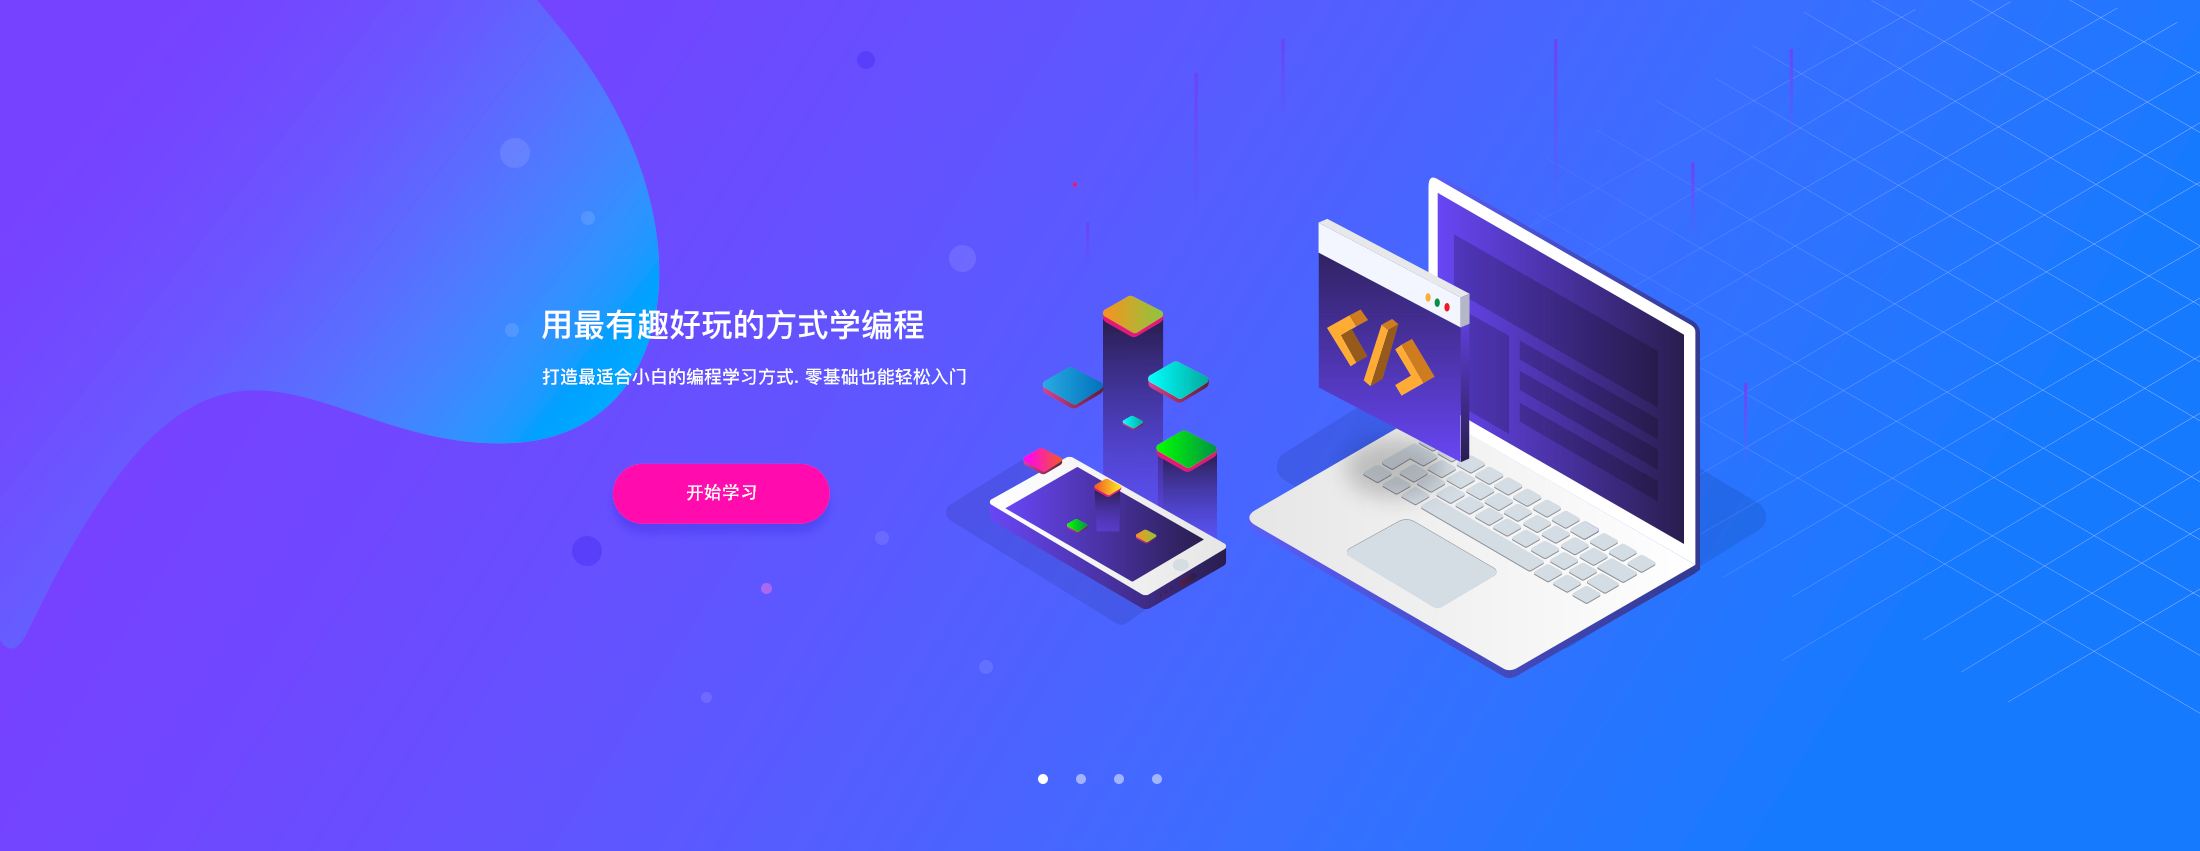 用最有趣好玩的方式学编程
打造最适合小白的编程学习方式. 零基础也能轻松入门
开始学习